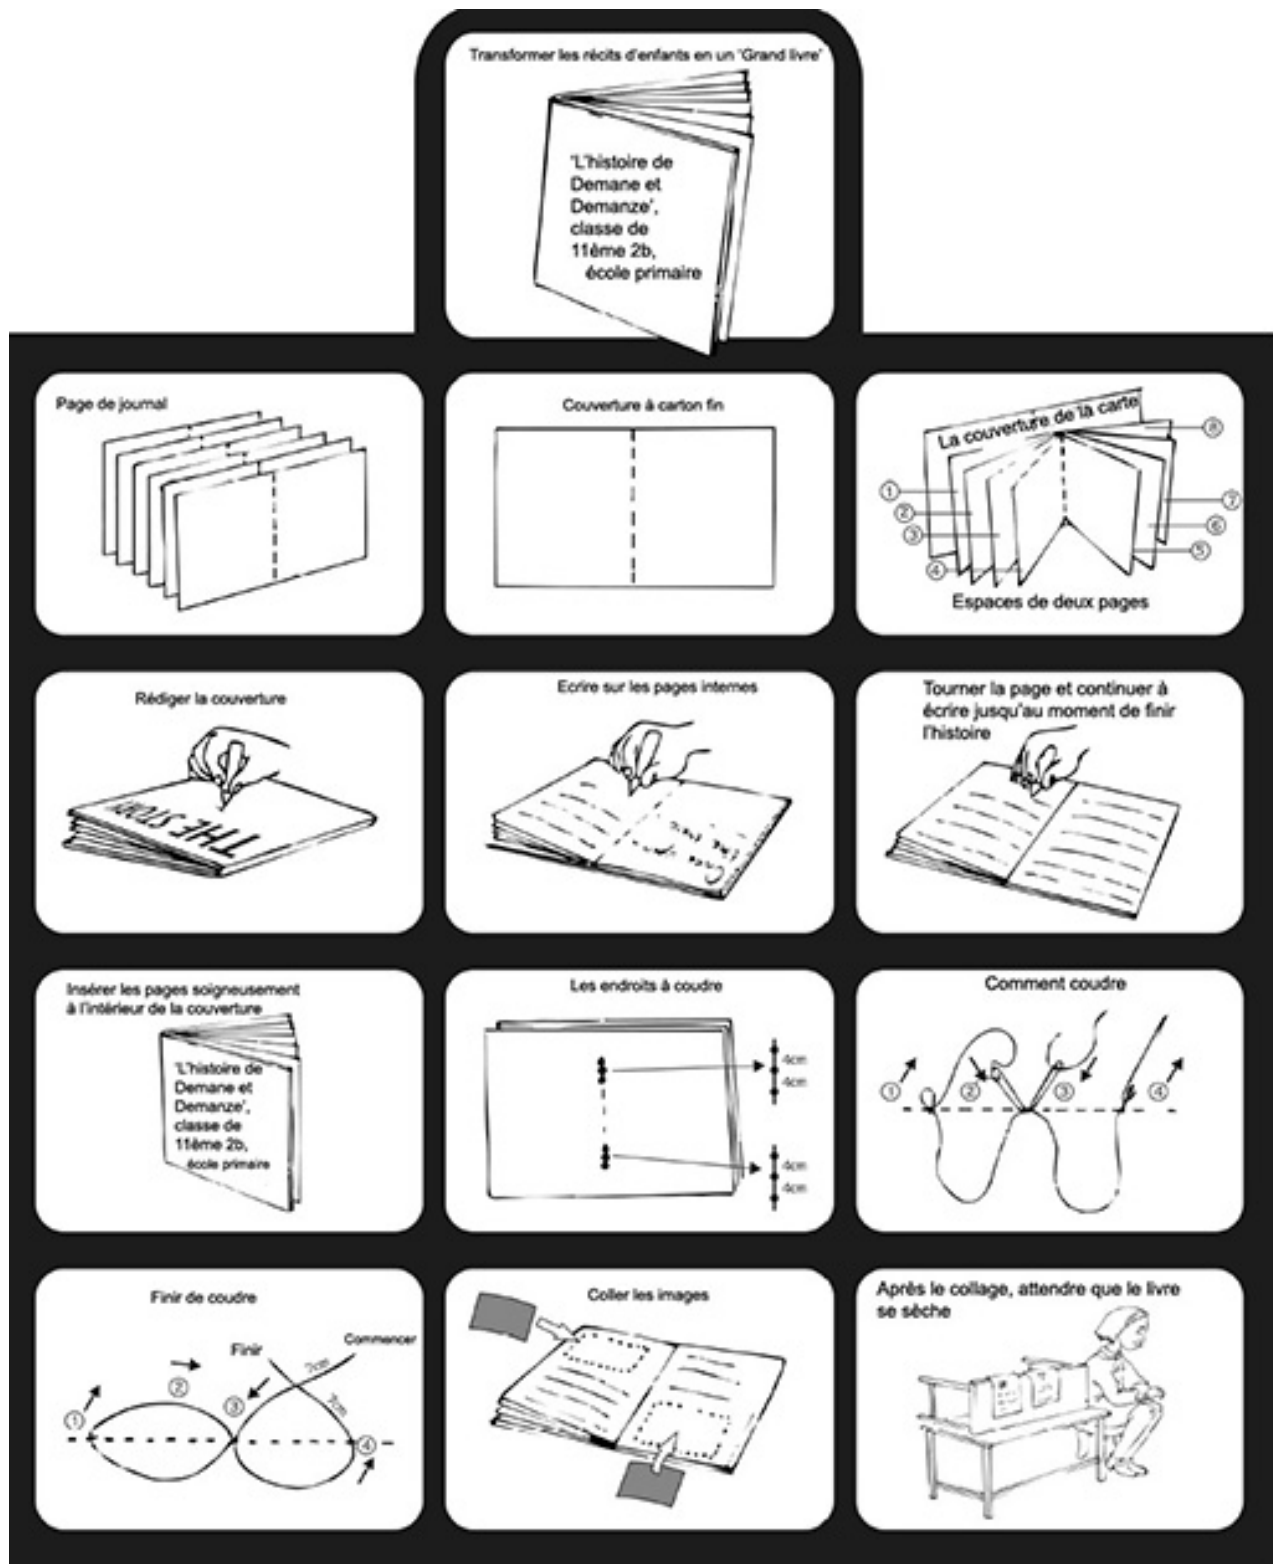 Transformer les récits d'enfants en un 'Grand livre'
'L'histoire de
Demane et
Demanze',
classe de
11ème 2b,
école primaire
Page de journal
Couverture à carton fin
La couverture de la carte
①
②
③
④
⑧
⑦
⑥
⑤
Espaces de deux pages
Rédiger la couverture
THE STORY
Ecrire sur les pages internes
Tourner la page et continuer à
écrire jusqu'au moment de finir
l'histoire
Insérer les pages soigneusement
à l'intérieur de la couverture
'L'histoire de
Demane et
Demanze',
classe de
11ème 2b,
école primaire
Les endroits à coudre
4cm
4cm
4cm
4cm
Comment coudre
① ② ③ ④
Finir de coudre
Commencer
Finir
7cm
7cm
① ② ③ ④
Coller les images
Après le collage, attendre que le livre
se sèche